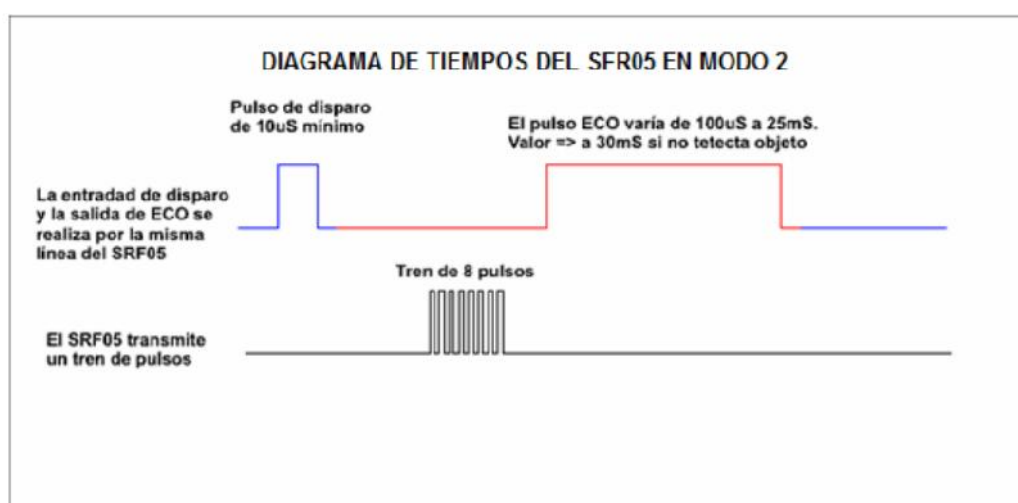 DIAGRAMA DE TIEMPOS DEL SFR05 EN MODO 2
Pulso de disparo
de 10uS mínimo
El pulso ECO varía de 100uS a 25mS.
Valor => a 30mS si no tetecta objeto
La entradad de disparo
y la salida de ECO se
realiza por la misma
línea del SRF05
Tren de 8 pulsos
El SRF05 transmite
un tren de pulsos